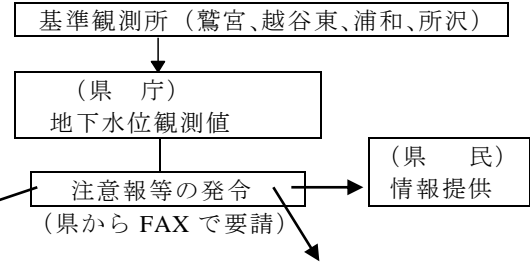 基準観測所（鷲宮、越谷東、浦和、所沢）
（県　庁）
地下水位観測値
（県　民）
情報提供
注意報等の発令
（県から FAX で要請）